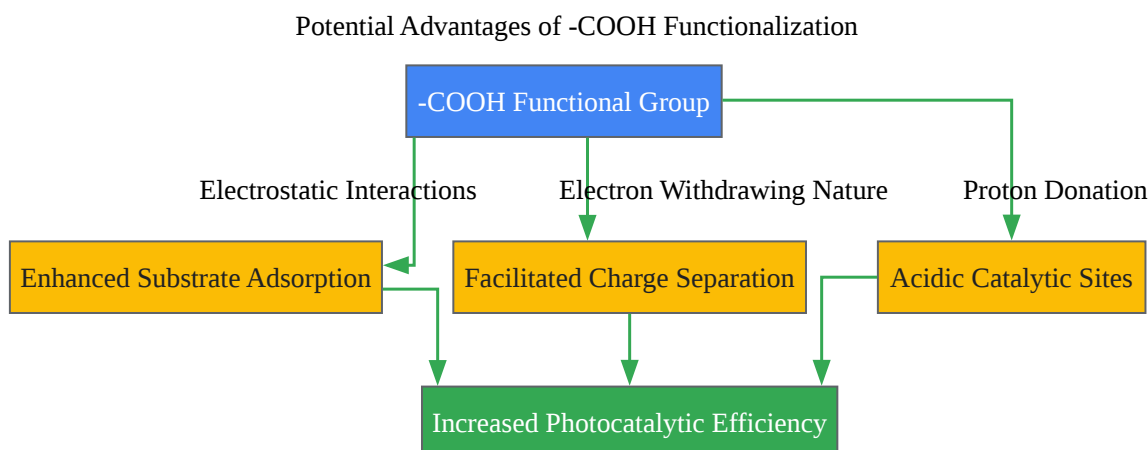 Potential Advantages of -COOH Functionalization
-COOH Functional Group
Electrostatic Interactions
Electron Withdrawing Nature
Proton Donation
Enhanced Substrate Adsorption
Facilitated Charge Separation
Acidic Catalytic Sites
Increased Photocatalytic Efficiency